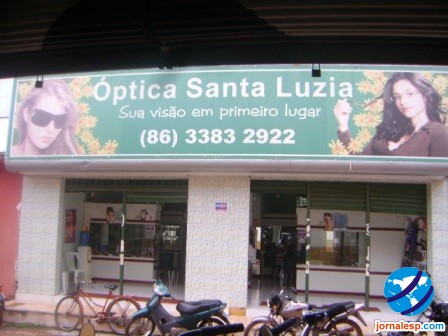 Óptica Santa Luzia
Sua visão em primeiro lugar
(86) 3383 2922
jornalesp.com